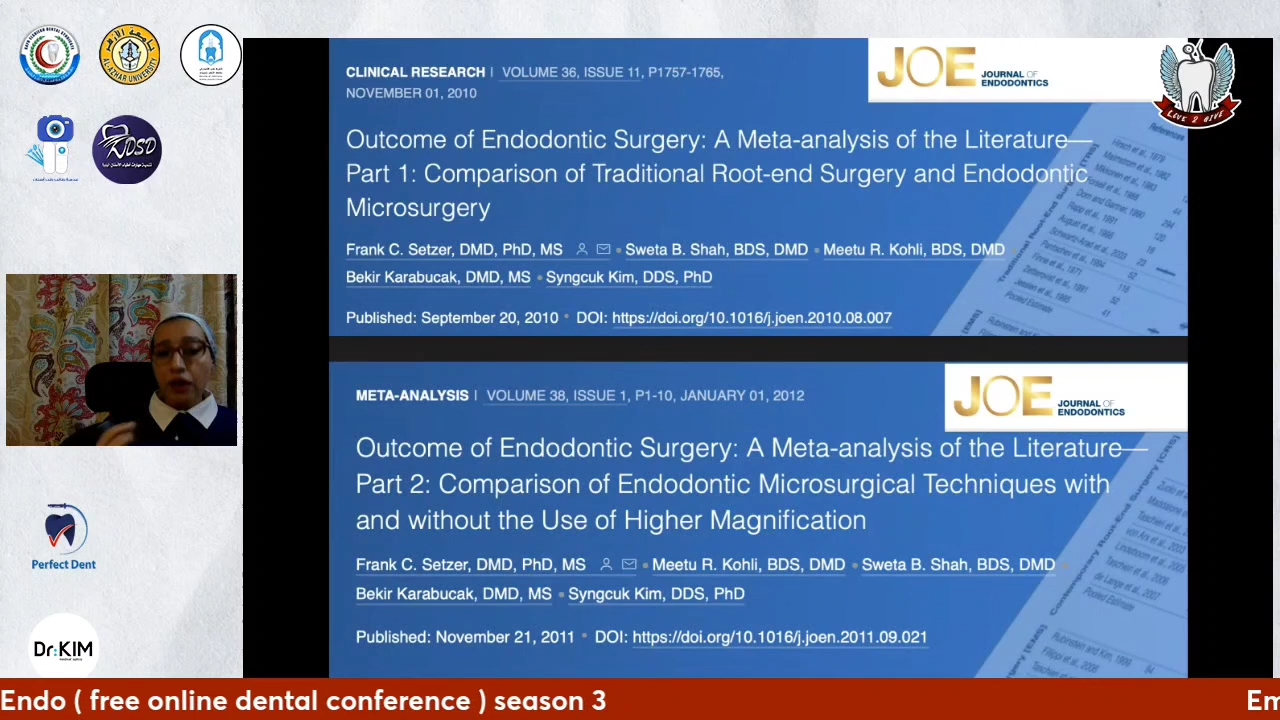 AL-AZHAR UNIVERSITY
JDSD
Perfect Dent
Dr.KIM
CLINICAL RESEARCH | VOLUME 36, ISSUE 11, P1757-1765,
NOVEMBER 01, 2010
JOE JOURNAL OF
ENDODONTICS
LOVE 2 GIVE
Outcome of Endodontic Surgery: A Meta-analysis of the Literature—
Part 1: Comparison of Traditional Root-end Surgery and Endodontic
Microsurgery
Frank C. Setzer, DMD, PhD, MS • Sweta B. Shah, BDS, DMD • Meetu R. Kohli, BDS, DMD •
Bekir Karabucak, DMD, MS • Syngcuk Kim, DDS, PhD
Published: September 20, 2010 • DOI: https://doi.org/10.1016/j.joen.2010.08.007
META-ANALYSIS | VOLUME 38, ISSUE 1, P1-10, JANUARY 01, 2012
JOE JOURNAL OF
ENDODONTICS
Outcome of Endodontic Surgery: A Meta-analysis of the Literature—
Part 2: Comparison of Endodontic Microsurgical Techniques with
and without the Use of Higher Magnification
Frank C. Setzer, DMD, PhD, MS • Meetu R. Kohli, BDS, DMD • Sweta B. Shah, BDS, DMD •
Bekir Karabucak, DMD, MS • Syngcuk Kim, DDS, PhD
Published: November 21, 2011 • DOI: https://doi.org/10.1016/j.joen.2011.09.021
Endo ( free online dental conference ) season 3
Em